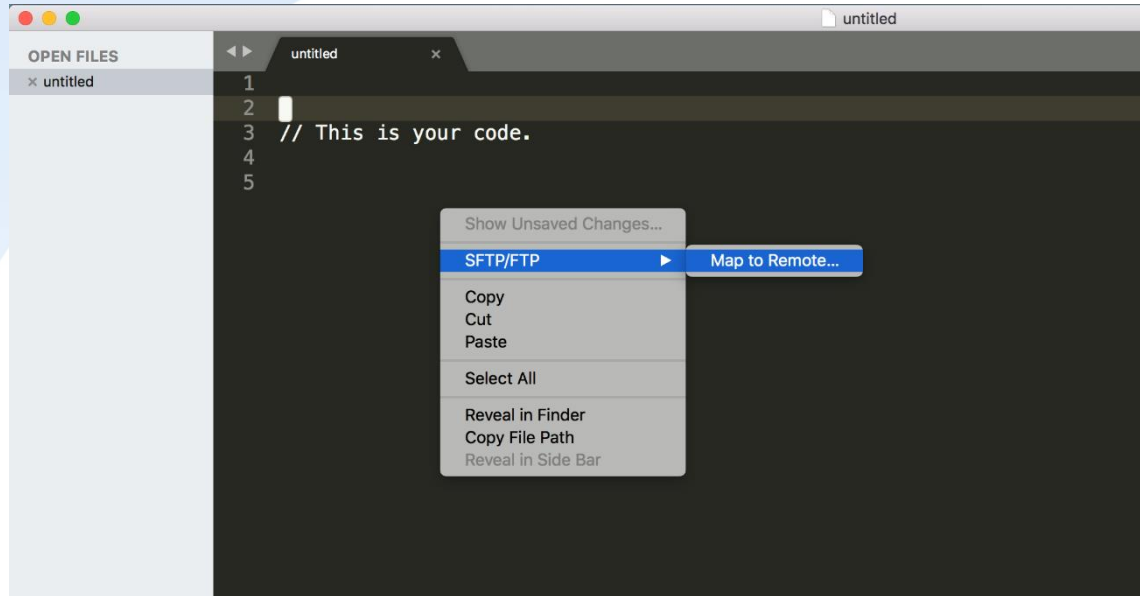 untitled
OPEN FILES
× untitled
untitled ×
1
2
3 // This is your code.
4
5
Show Unsaved Changes...
SFTP/FTP
Map to Remote...
Copy
Cut
Paste
Select All
Reveal in Finder
Copy File Path
Reveal in Side Bar